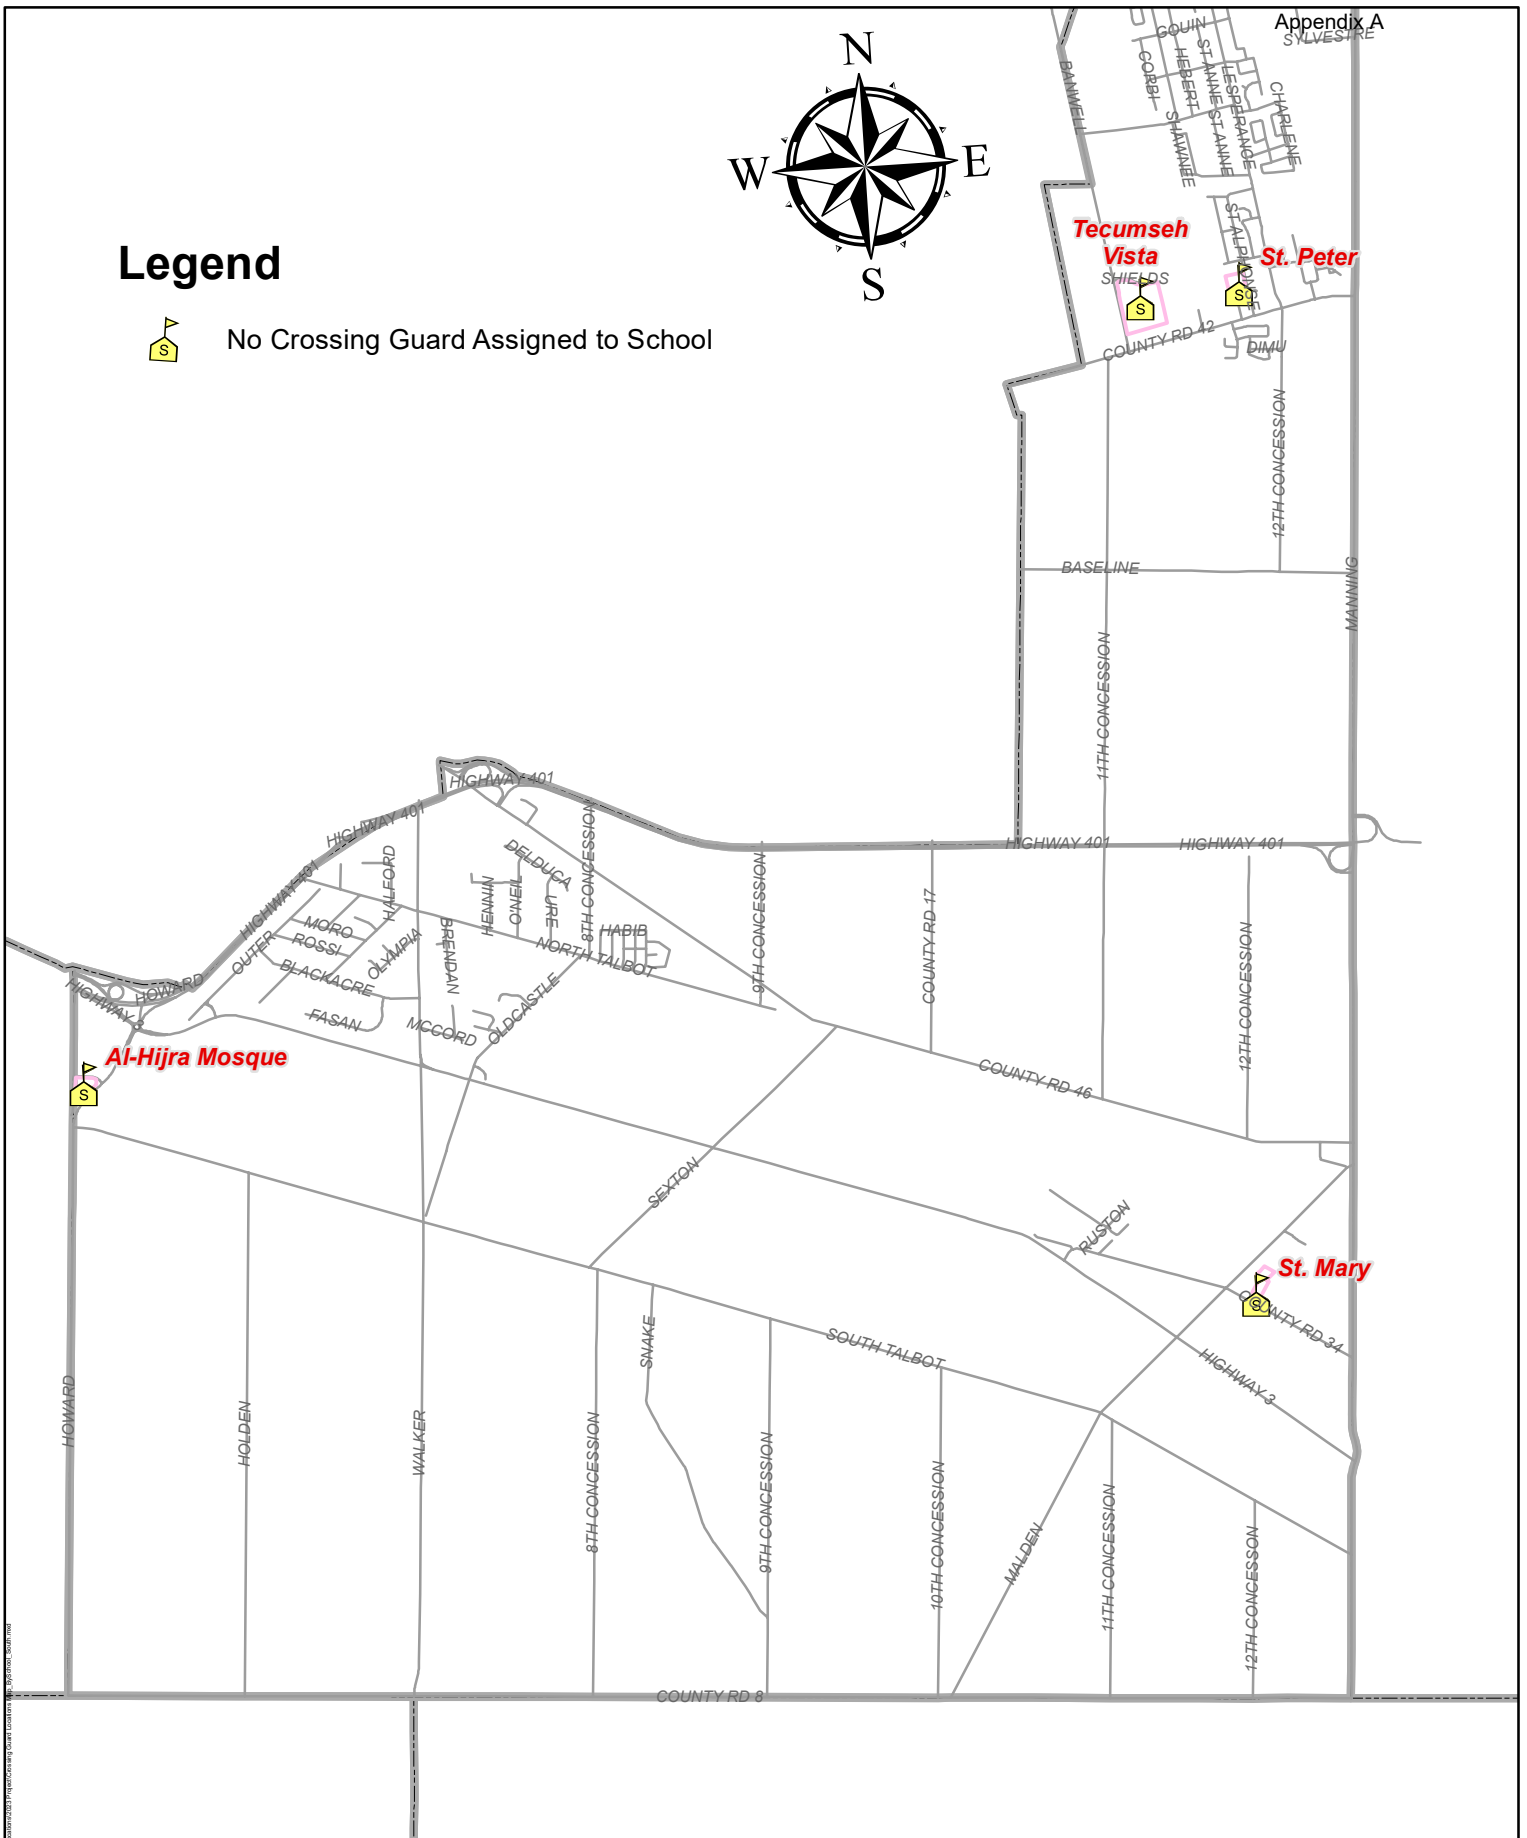 Appendix A
SYLVESTRE
GOUIN
CORBI
HEBERT
ST ANNE
ST ANNE
LESPERANCE
CHARLENE
BANWELL
SHAWNEE
N
W
E
S
Tecumseh
Vista
SHIELDS
S
ST ALPHONSE
St. Peter
S
COUNTY RD 42
DIMU
Legend
S
No Crossing Guard Assigned to School
12TH CONCESSION
BASELINE
MANNING
11TH CONCESSION
HIGHWAY 401
HIGHWAY 401
HIGHWAY 401
HIGHWAY 401
HIGHWAY 401
HALFORD
DELDUCA
8TH CONCESSION
HENNIN
O'NEIL
URE
HABIB
9TH CONCESSION
COUNTY RD 17
12TH CONCESSION
MORO
ROSSI
OUTER
OLYMPIA
BRENDAN
NORTH TALBOT
BLACKACRE
FASAN
MCCORD
OLDCASTLE
HOWARD
HIGHWAY 3
Al-Hijra Mosque
S
COUNTY RD 46
SEXTON
RUSTON
St. Mary
S
COUNTY RD 34
HIGHWAY 3
SOUTH TALBOT
SNAKE
HOWARD
HOLDEN
WALKER
8TH CONCESSION
9TH CONCESSION
10TH CONCESSION
MALDEN
11TH CONCESSION
12TH CONCESSON
COUNTY RD 8